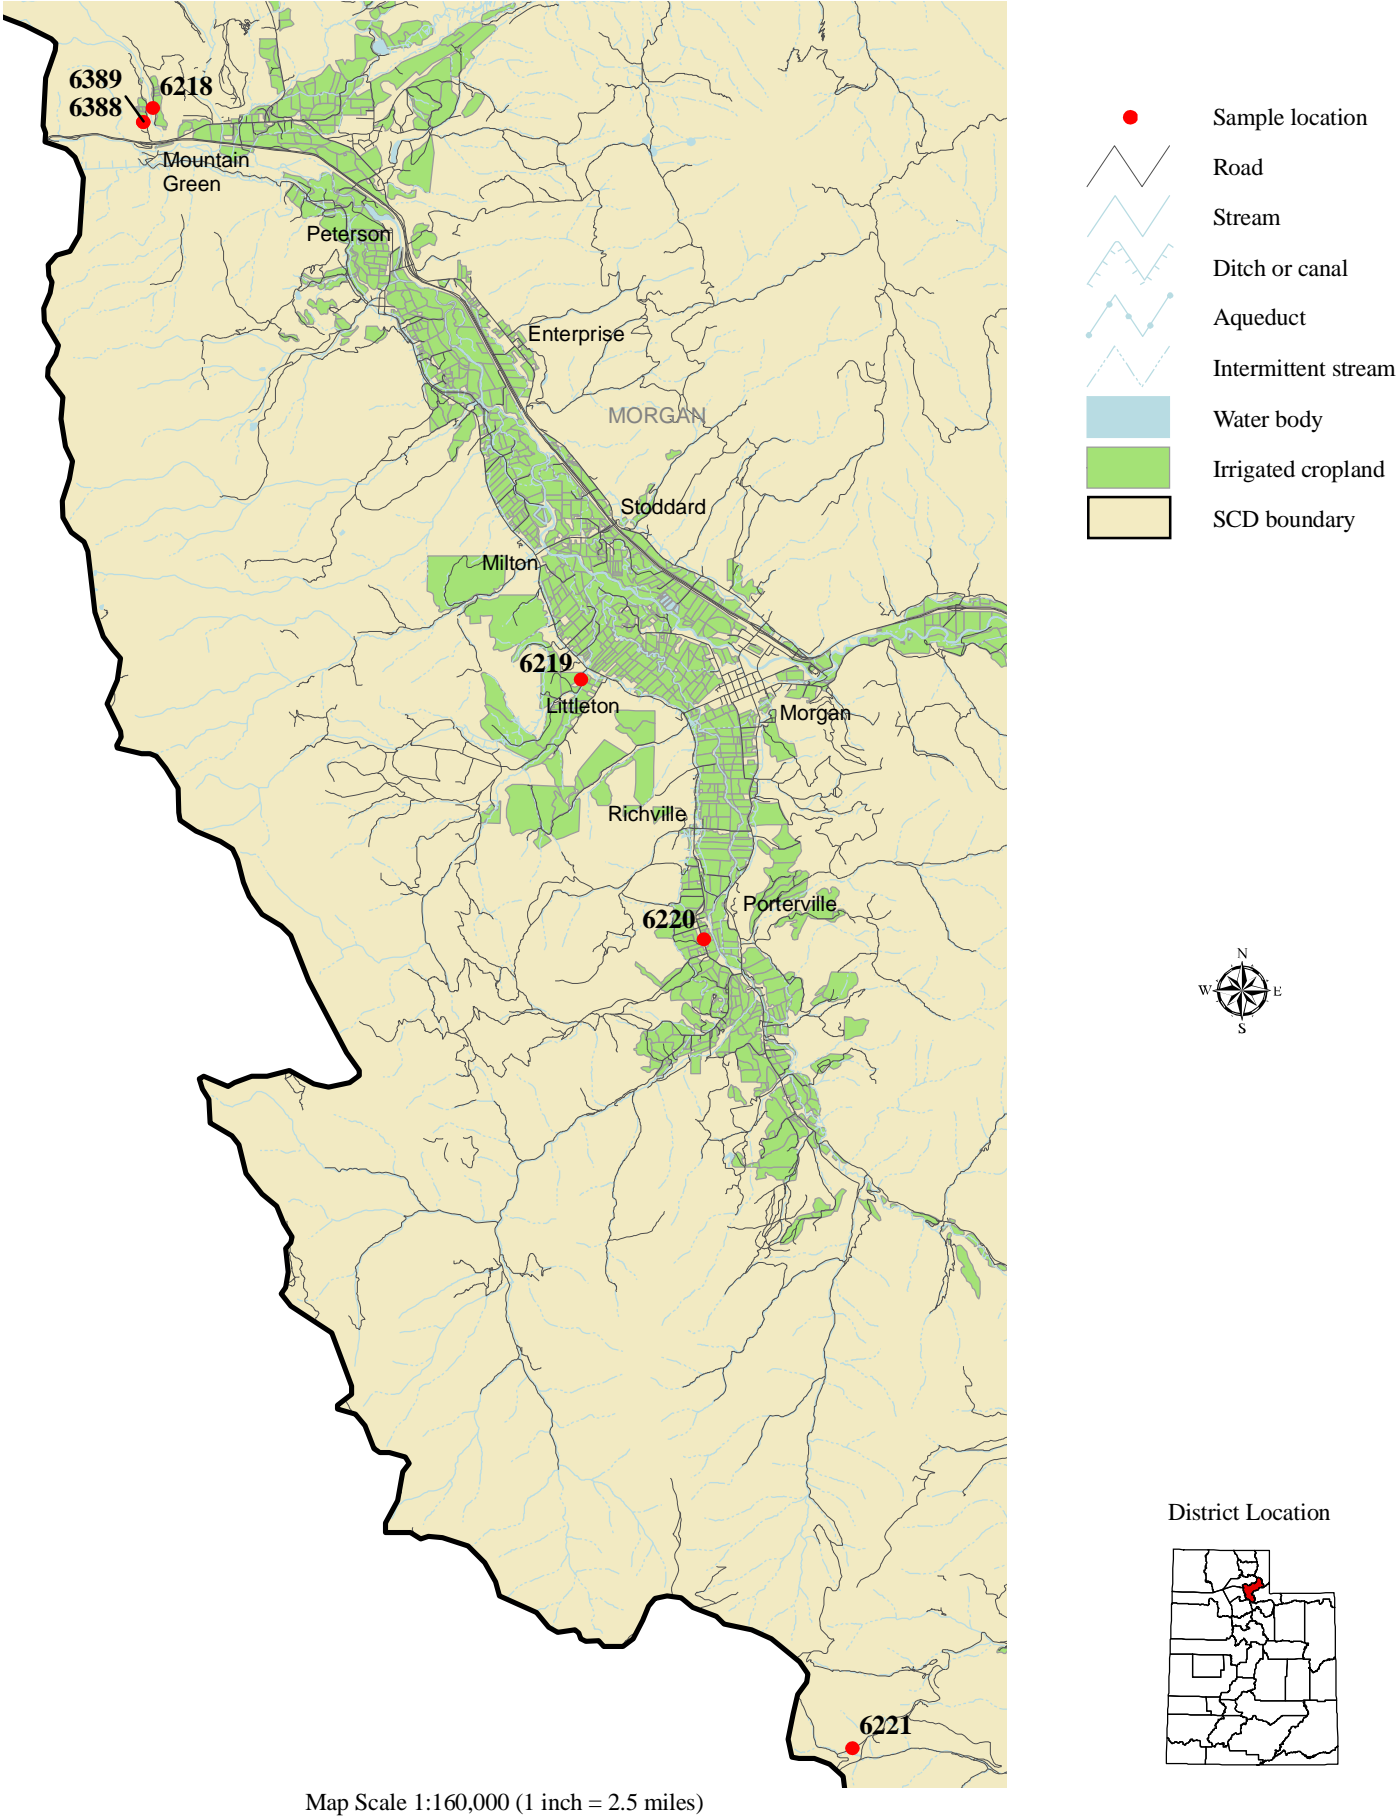 6389
6388
6218
Mountain
Green
Peterson
Enterprise
MORGAN
Stoddard
Milton
6219
Littleton
Morgan
Richville
Porterville
6220
6221
Map Scale 1:160,000 (1 inch = 2.5 miles)
Sample location
Road
Stream
Ditch or canal
Aqueduct
Intermittent stream
Water body
Irrigated cropland
SCD boundary
N
W
E
S
District Location